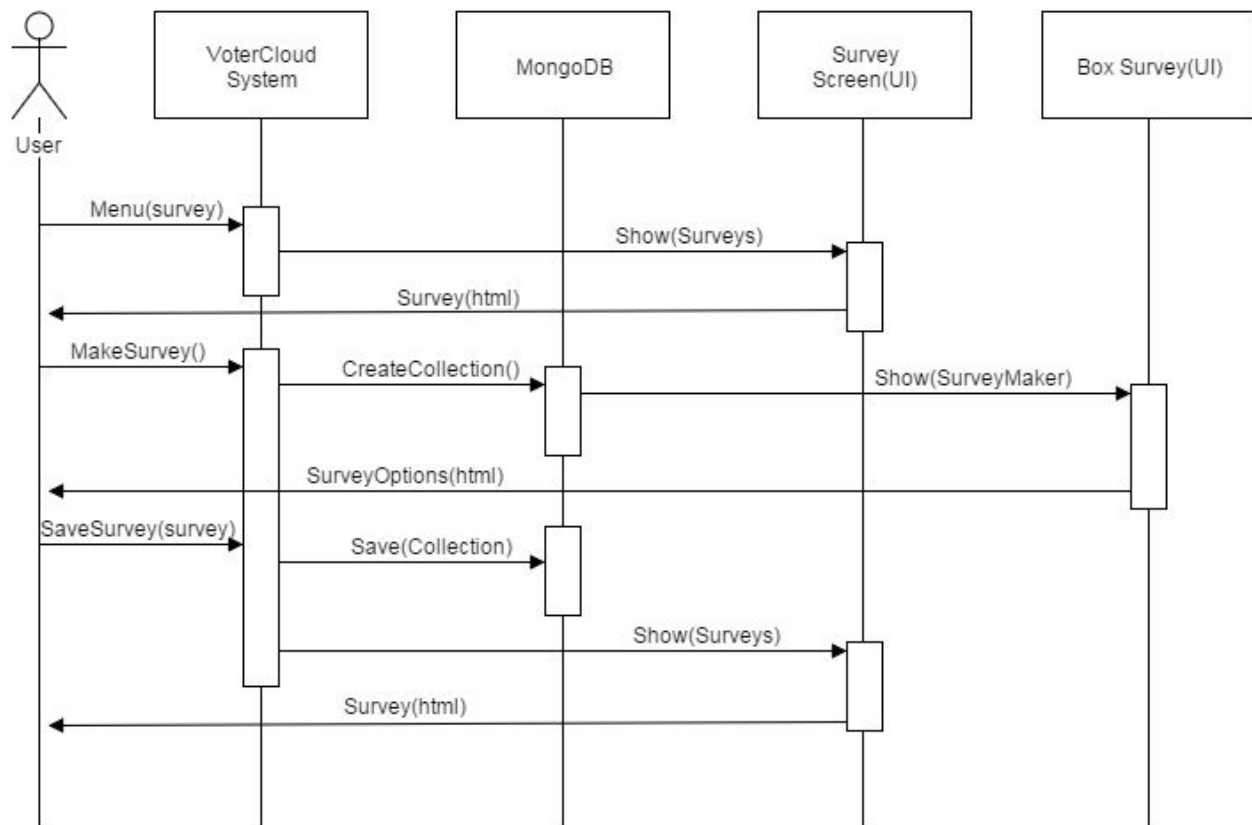 VoterCloud
System
MongoDB
Survey
Screen(UI)
Box Survey(UI)
User
Menu(survey)
Show(Surveys)
Survey(html)
MakeSurvey()
CreateCollection()
Show(SurveyMaker)
SurveyOptions(html)
SaveSurvey(survey)
Save(Collection)
Show(Surveys)
Survey(html)